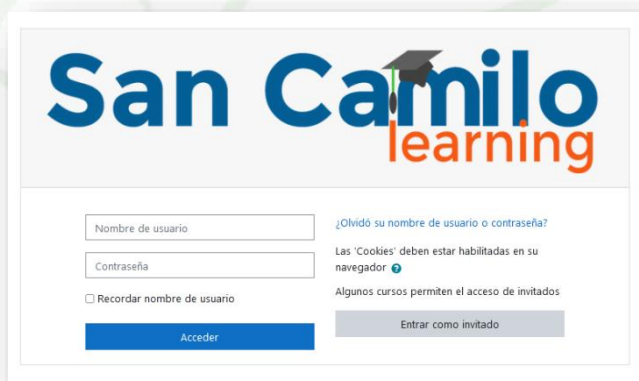 San Camilo
learning
Nombre de usuario
Contraseña
Recordar nombre de usuario
Acceder
¿Olvidó su nombre de usuario o contraseña?
Las 'Cookies' deben estar habilitadas en su
navegador
Algunos cursos permiten el acceso de invitados
Entrar como invitado